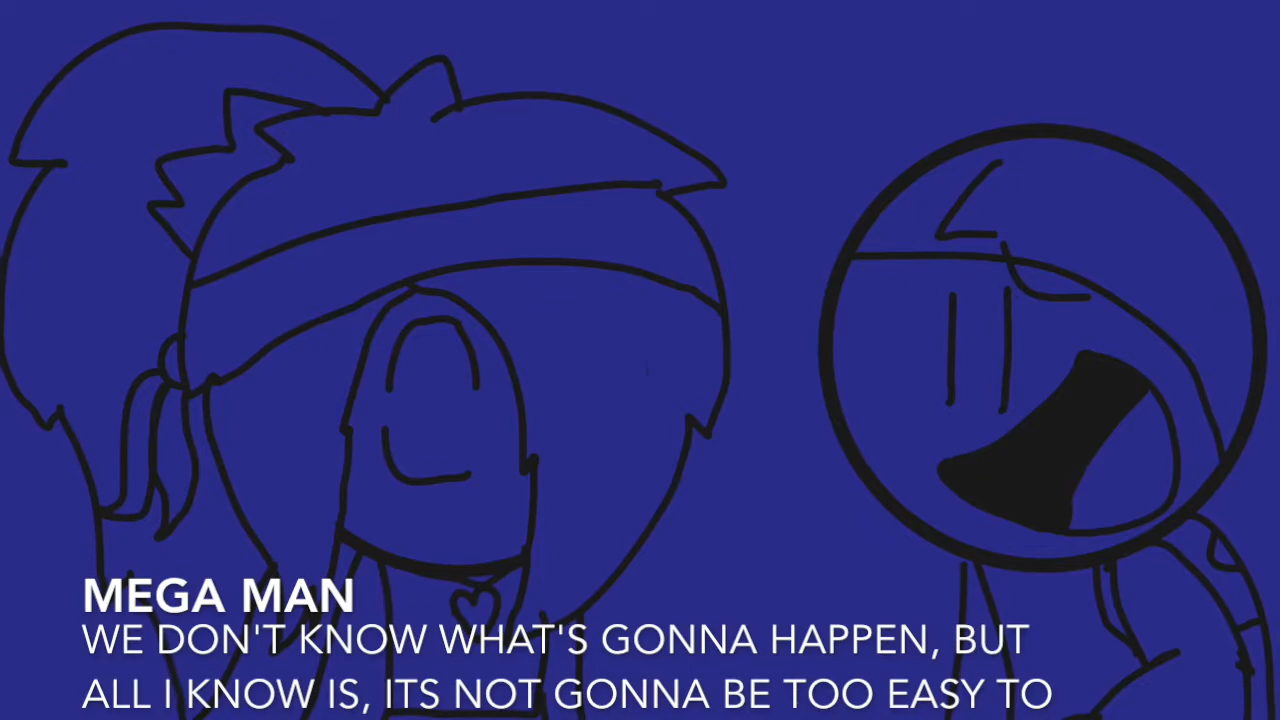 MEGA MAN
WE DON'T KNOW WHAT'S GONNA HAPPEN, BUT
ALL I KNOW IS, ITS NOT GONNA BE TOO EASY TO